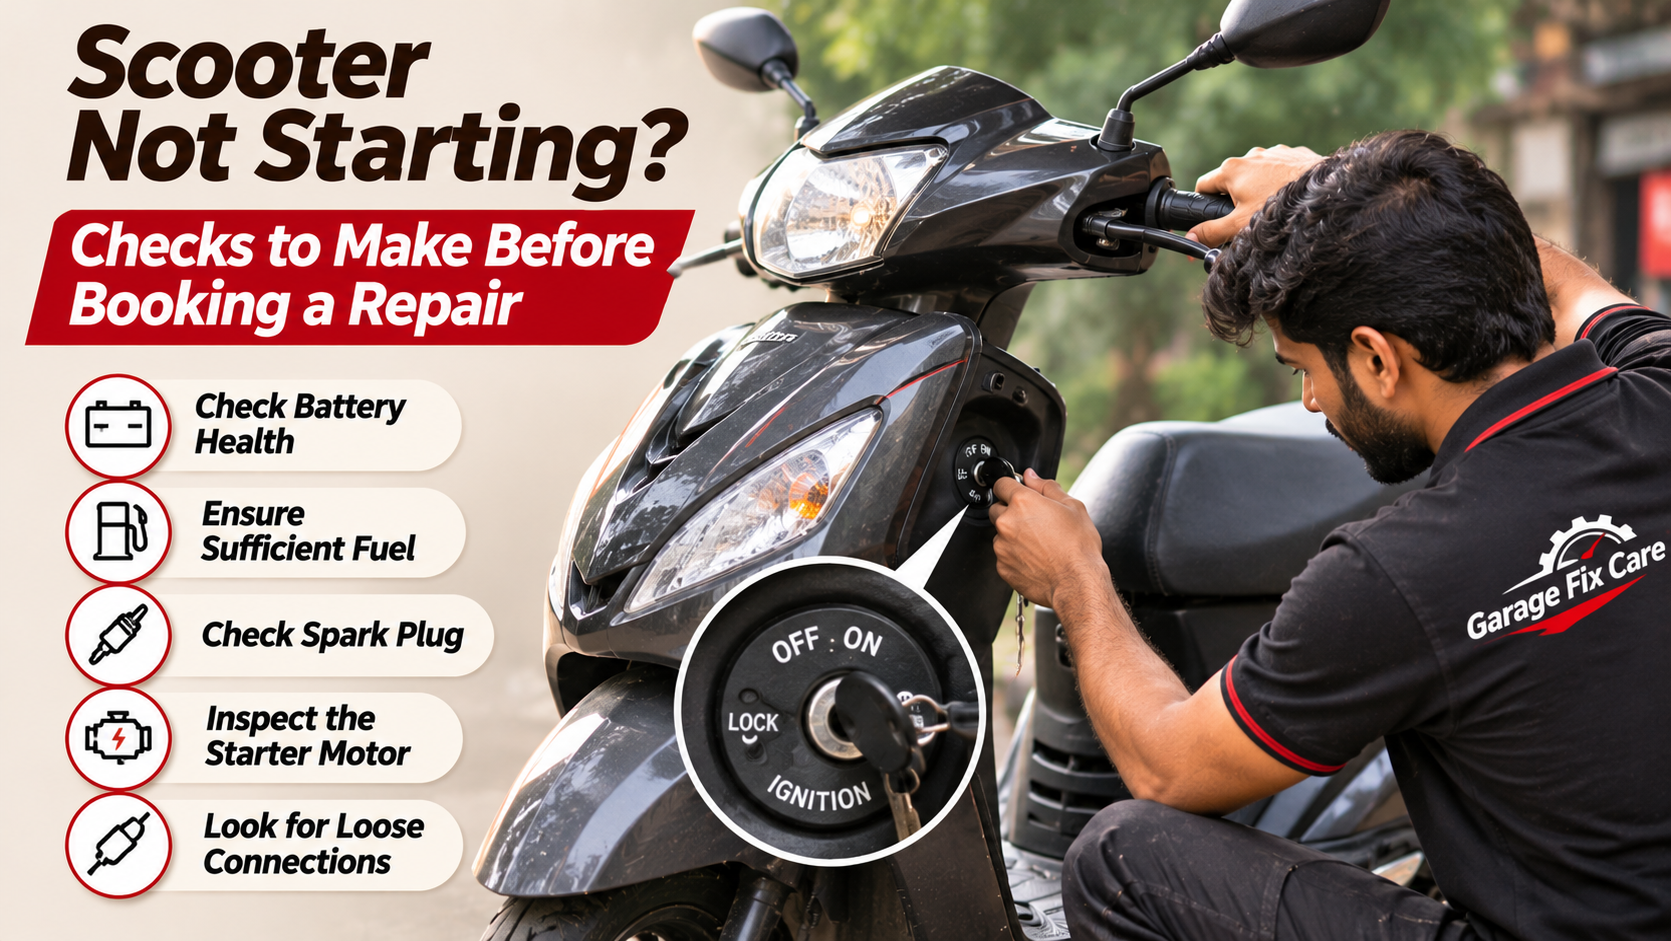 Scooter
Not Starting?
Checks to Make Before
Booking a Repair
Check Battery
Health
Ensure
Sufficient Fuel
Check Spark Plug
Inspect the
Starter Motor
Look for Loose
Connections
OFF : ON
LOCK
IGNITION
Garage Fix Care